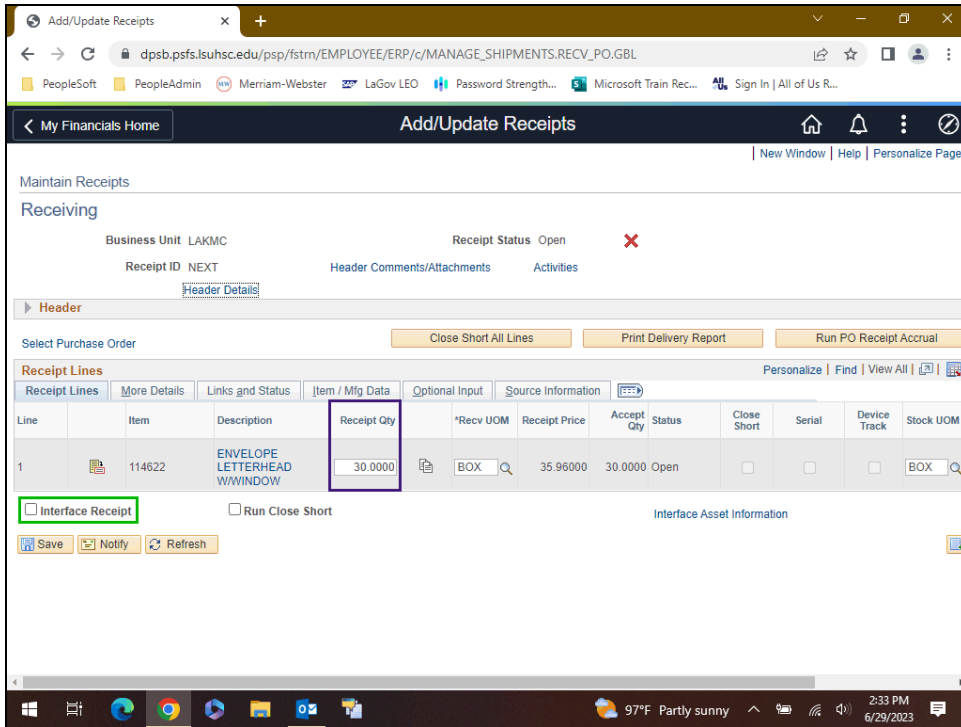 Add/Update Receipts
dpsb.psfs.lsuhsc.edu/psp/fstrn/EMPLOYEE/ERP/c/MANAGE_SHIPMENTS.RECV_PO.GBL
PeopleSoft PeopleAdmin MW Merriam-Webster LaGov LEO Password Strength... S Microsoft Train Rec... All Us Sign In | All of Us R...
My Financials Home Add/Update Receipts
New Window | Help | Personalize Page
Maintain Receipts
Receiving
Business Unit LAKMC Receipt Status Open
Receipt ID NEXT Header Comments/Attachments Activities
Header Details
Header
Select Purchase Order Close Short All Lines Print Delivery Report Run PO Receipt Accrual
Receipt Lines Personalize | Find | View All |
Receipt Lines More Details Links and Status Item / Mfg Data Optional Input Source Information
Line Item Description Receipt Qty *Recv UOM Receipt Price Accept Qty Status Close Short Serial Device Track Stock UOM
1 114622 ENVELOPE LETTERHEAD W/WINDOW 30.0000 BOX 35.96000 30.0000 Open BOX
Interface Receipt Run Close Short Interface Asset Information
Save Notify Refresh
97°F Partly sunny 2:33 PM
6/29/2023